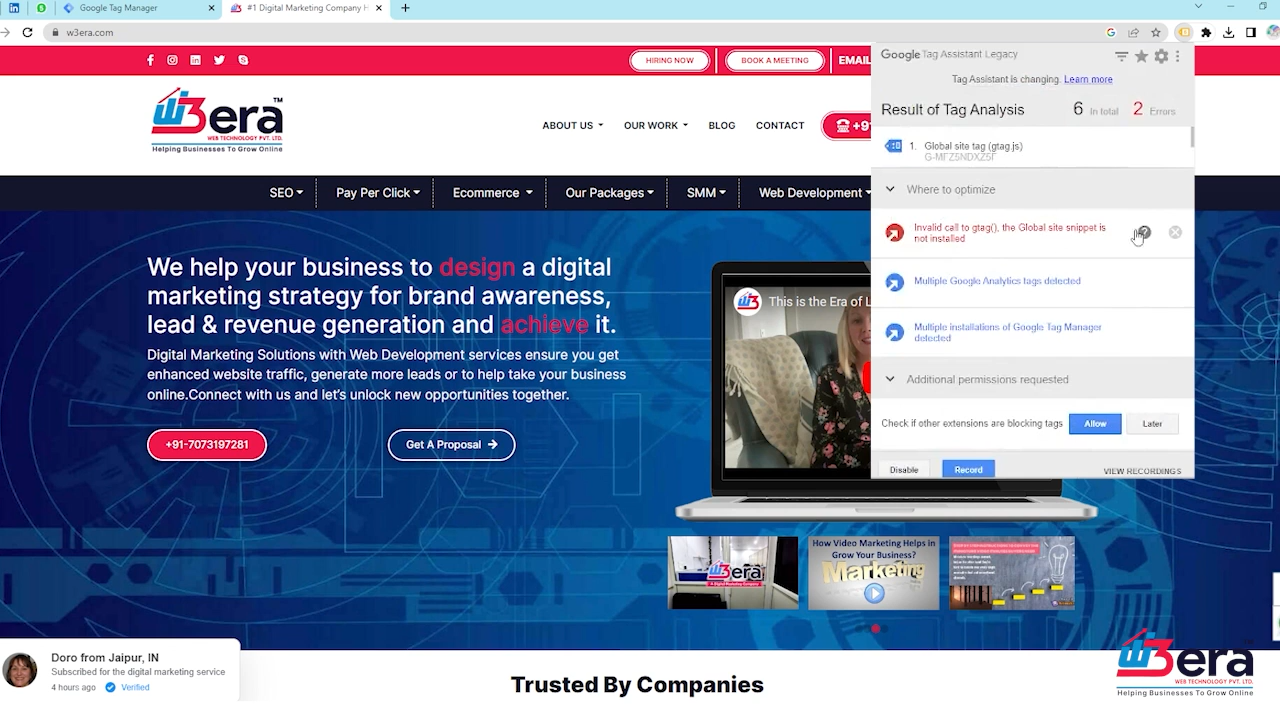 Google Tag Manager
#1 Digital Marketing Company H
w3era.com
HIRING NOW
BOOK A MEETING
EMAIL
W3era TM
WEB TECHNOLOGY PVT. LTD.
Helping Businesses To Grow Online
ABOUT US
OUR WORK
BLOG
CONTACT
+9
SEO
Pay Per Click
Ecommerce
Our Packages
SMM
Web Development
We help your business to design a digital
marketing strategy for brand awareness,
lead & revenue generation and achieve it.
Digital Marketing Solutions with Web Development services ensure you get
enhanced website traffic, generate more leads or to help take your business
online.Connect with us and let's unlock new opportunities together.
+91-7073197281
Get A Proposal
This is the Era of L
Google Tag Assistant Legacy
Tag Assistant is changing. Learn more
Result of Tag Analysis
6 In total 2 Errors
1. Global site tag (gtag.js)
Where to optimize
Invalid call to gtag(), the Global site snippet is
not installed
Multiple Google Analytics tags detected
Multiple installations of Google Tag Manager
detected
Additional permissions requested
Check if other extensions are blocking tags
Allow
Later
Disable
Record
VIEW RECORDINGS
W3era
How Video Marketing Helps in
Grow Your Business?
Marketing
Doro from Jaipur, IN
Subscribed for the digital marketing service
4 hours ago
Verified
Trusted By Companies
W3era
WEB TECHNOLOGY PVT. LTD.
Helping Businesses To Grow Online